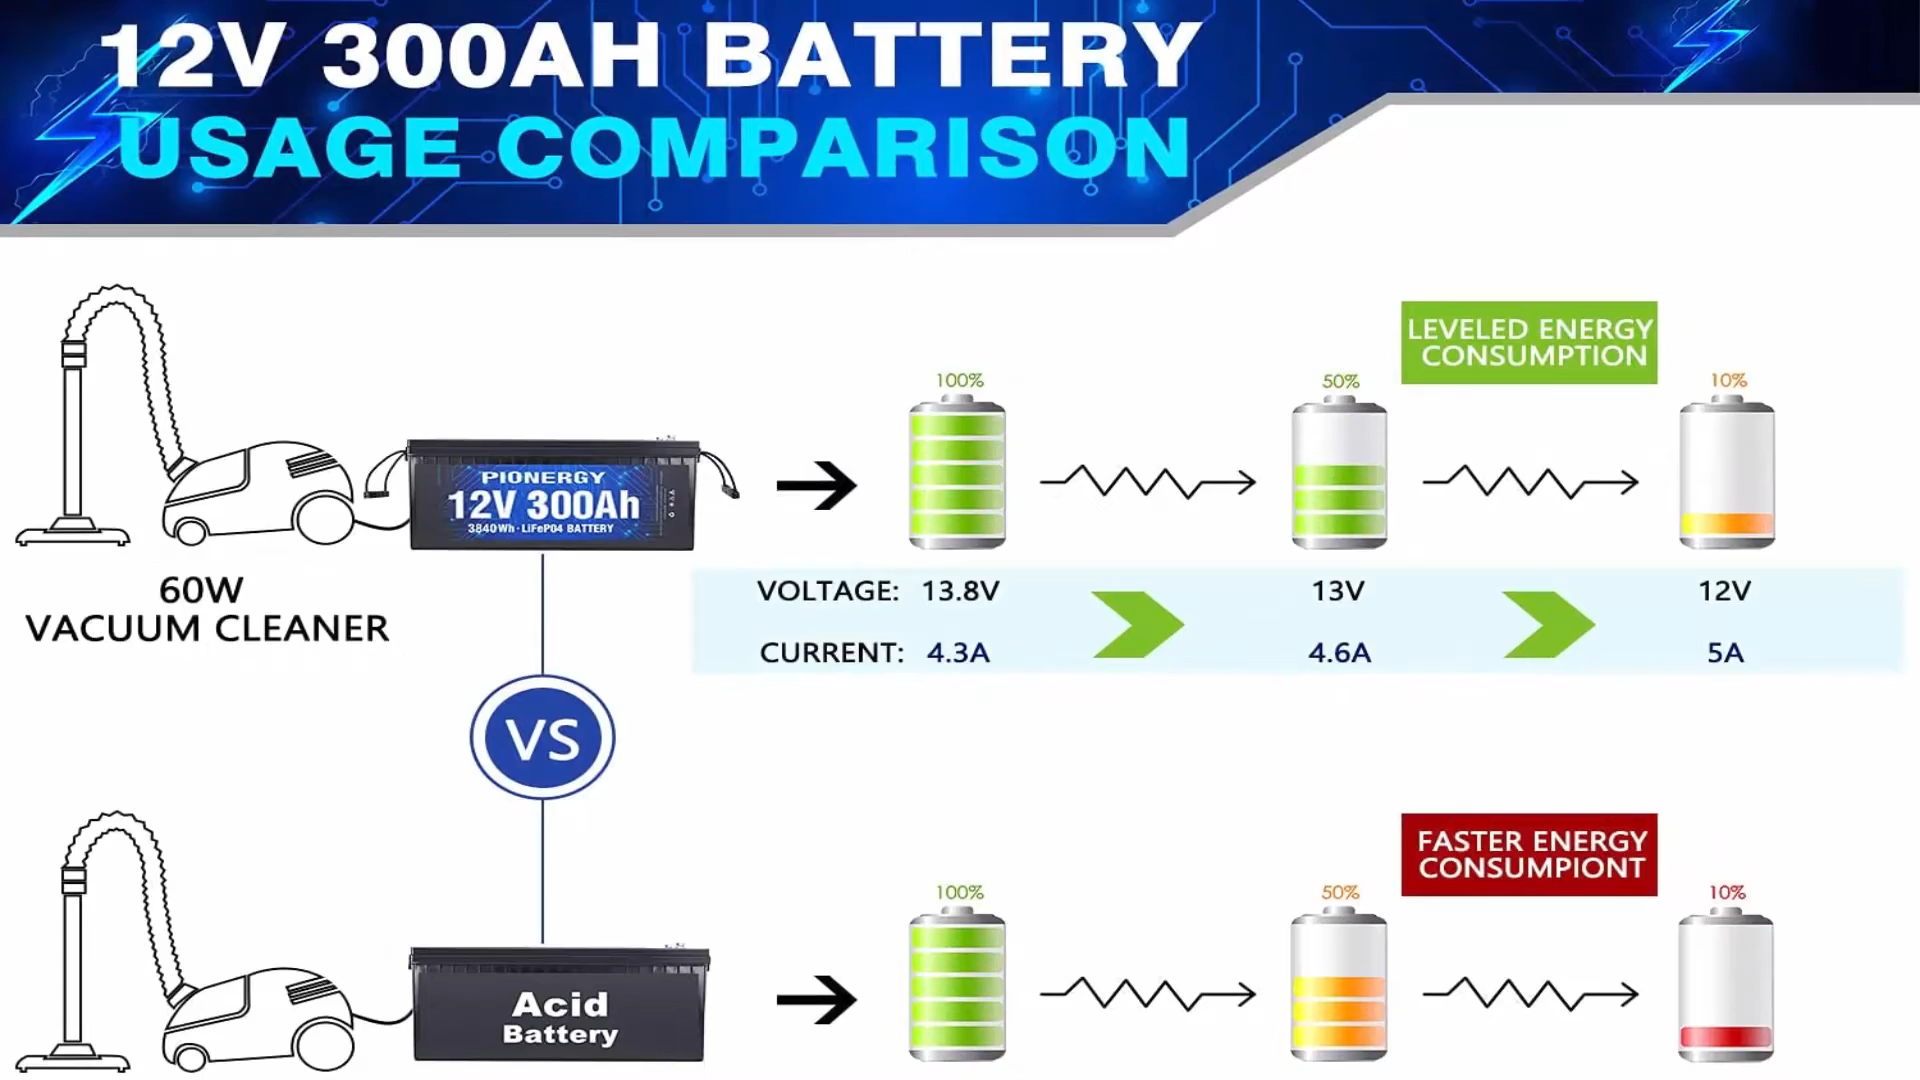 12V 300AH BATTERY
USAGE COMPARISON
LEVELED ENERGY
CONSUMPTION
100%
50%
10%
PIONERGY
12V 300Ah
3840Wh·LiFePO4 BATTERY
60W
VACUUM CLEANER
VOLTAGE: 13.8V 13V 12V
CURRENT: 4.3A 4.6A 5A
VS
FASTER ENERGY
CONSUMPIONT
100%
50%
10%
Acid
Battery